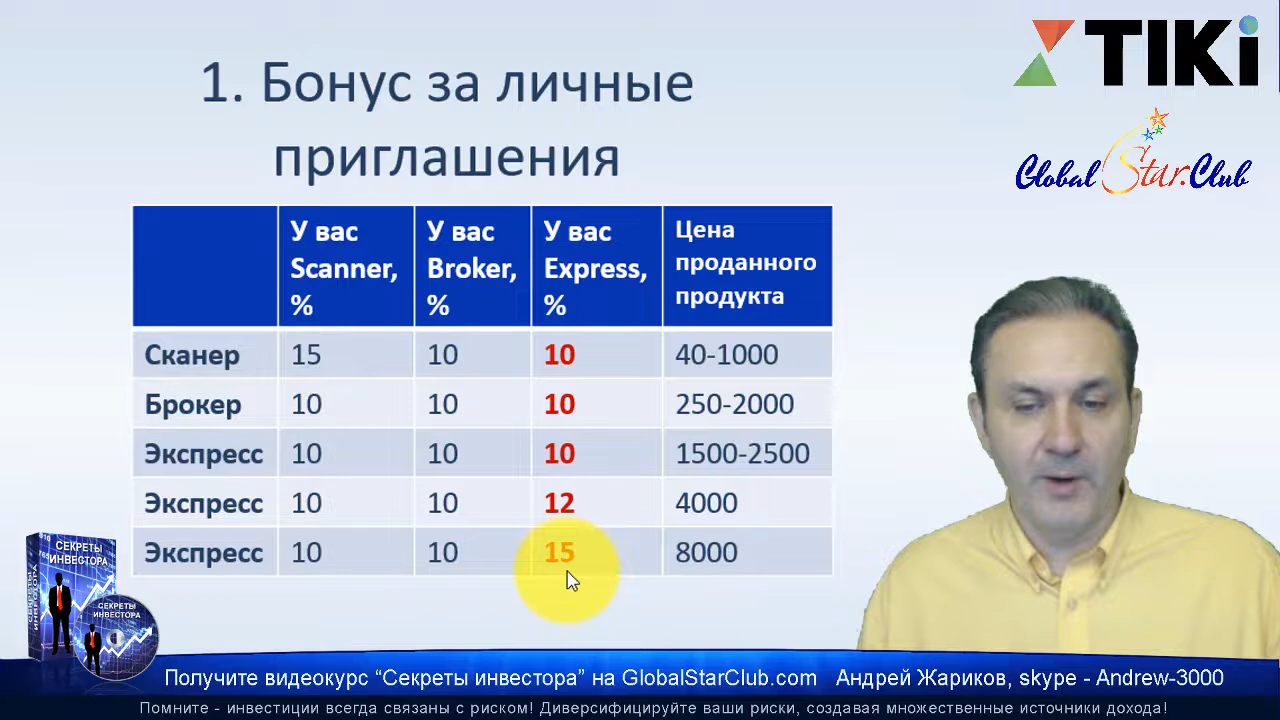 1. Бонус за личные
приглашения
TIKi
Global Star.Club
У вас Scanner, %
У вас Broker, %
У вас Express, %
Цена проданного продукта
Сканер 15 10 10 40-1000
Брокер 10 10 10 250-2000
Экспресс 10 10 10 1500-2500
Экспресс 10 10 12 4000
Экспресс 10 10 15 8000
СЕКРЕТЫ
ИНВЕСТОРА
СЕКРЕТЫ
ИНВЕСТОРА
Получите видеокурс “Секреты инвестора” на GlobalStarClub.com Андрей Жариков, skype - Andrew-3000
Помните - инвестиции всегда связаны с риском! Диверсифицируйте ваши риски, создавая множественные источники дохода!